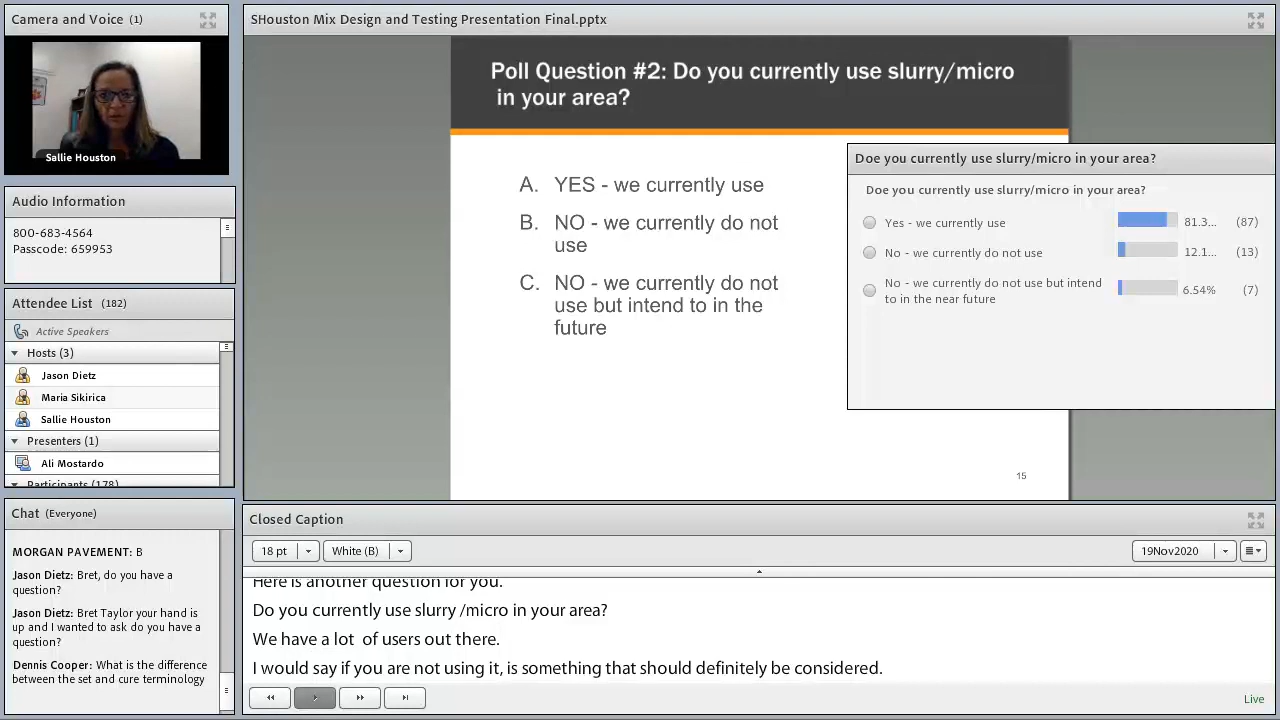 Camera and Voice (1)
Sallie Houston
Audio Information
800-683-4564
Passcode: 659953
Attendee List (182)
Active Speakers
Hosts (3)
Jason Dietz
Maria Sikirica
Sallie Houston
Presenters (1)
Ali Mostardo
Participants (178)
Chat (Everyone)
MORGAN PAVEMENT: B
Jason Dietz: Bret, do you have a
question?
Jason Dietz: Bret Taylor your hand is
up and I wanted to ask do you have a
question?
Dennis Cooper: What is the difference
between the set and cure terminology
SHouston Mix Design and Testing Presentation Final.pptx
Poll Question #2: Do you currently use slurry/micro
in your area?
A. YES - we currently use
B. NO - we currently do not
use
C. NO - we currently do not
use but intend to in the
future
15
Doe you currently use slurry/micro in your area?
Doe you currently use slurry/micro in your area?
Yes - we currently use 81.3... (87)
No - we currently do not use 12.1... (13)
No - we currently do not use but intend
to in the near future 6.54% (7)
Closed Caption
18 pt White (B) 19Nov2020
Here is another question for you.
Do you currently use slurry /micro in your area?
We have a lot of users out there.
I would say if you are not using it, is something that should definitely be considered.
Live